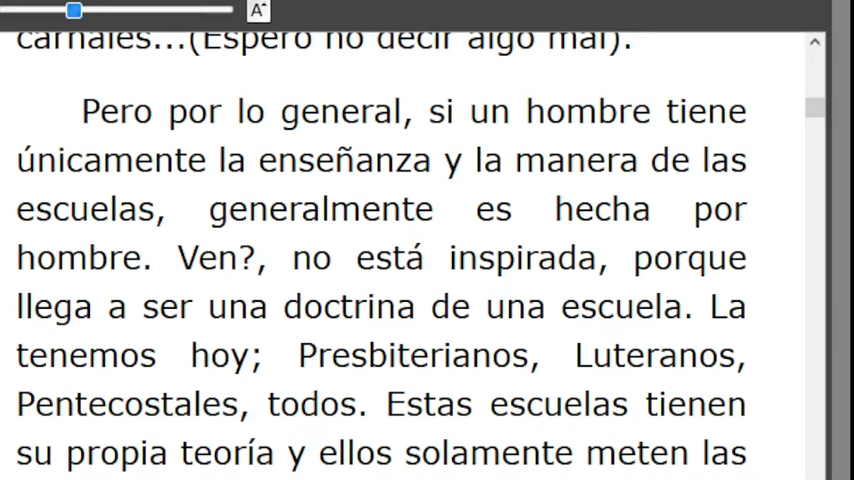 A
carnales...(Espero no decir algo mal).
Pero por lo general, si un hombre tiene
únicamente la enseñanza y la manera de las
escuelas, generalmente es hecha por
hombre. Ven?, no está inspirada, porque
llega a ser una doctrina de una escuela. La
tenemos hoy; Presbiterianos, Luteranos,
Pentecostales, todos. Estas escuelas tienen
su propia teoría y ellos solamente meten las